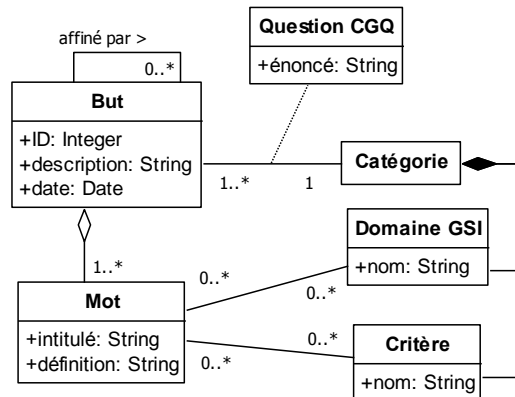 affiné par >
0..*
Question CGQ
+énoncé: String
But
+ID: Integer
+description: String
+date: Date
1..*
1
Catégorie
1..*
Domaine GSI
+nom: String
0..*
0..*
Mot
+intitulé: String
+définition: String
0..*
0..*
Critère
+nom: String